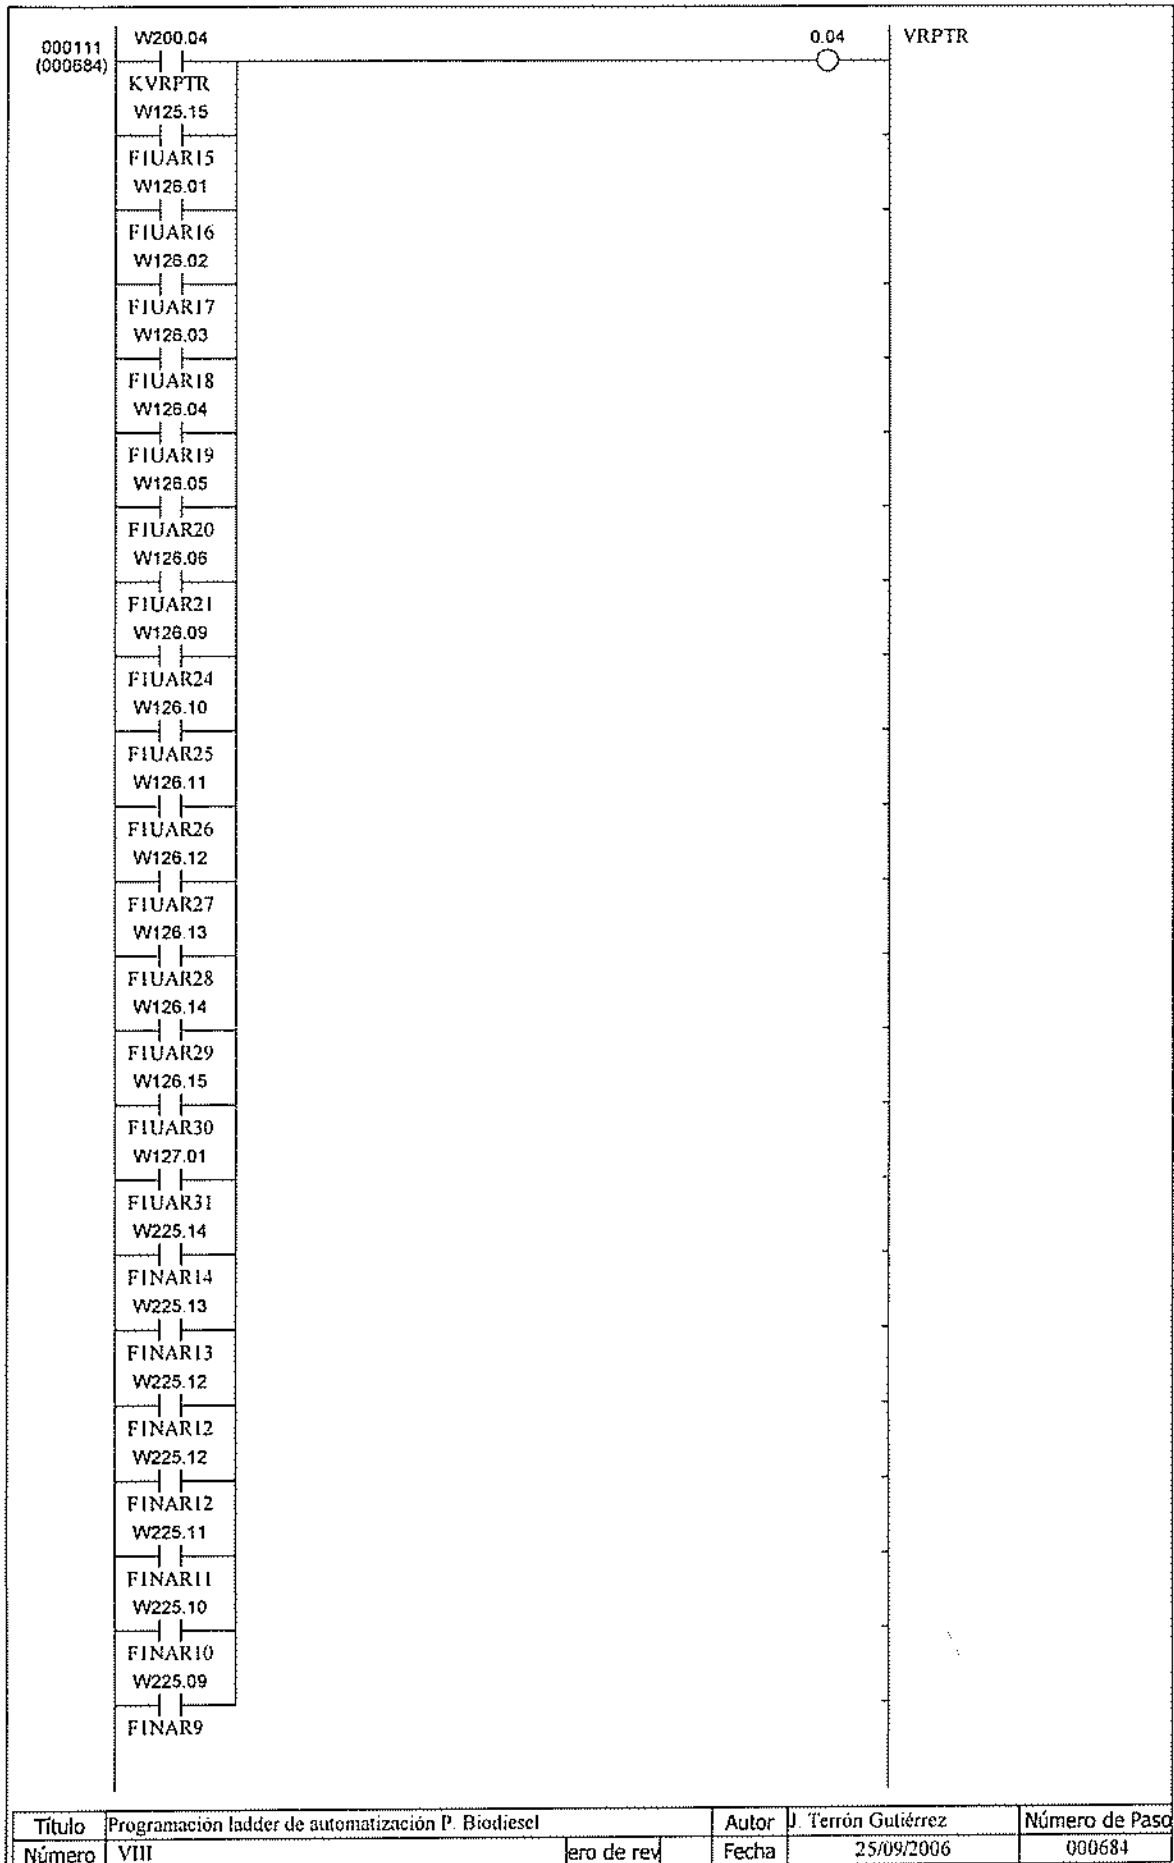 W200.04 0.04 VRPTR
000111
(000684)
KVRPTR
W125.15
FIUAR15
W126.01
FIUAR16
W126.02
FIUAR17
W126.03
FIUAR18
W126.04
FIUAR19
W126.05
FIUAR20
W126.06
FIUAR21
W126.09
FIUAR24
W126.10
FIUAR25
W126.11
FIUAR26
W126.12
FIUAR27
W126.13
FIUAR28
W126.14
FIUAR29
W126.15
FIUAR30
W127.01
FIUAR31
W225.14
FINAR14
W225.13
FINAR13
W225.12
FINAR12
W225.12
FINAR12
W225.11
FINAR11
W225.10
FINAR10
W225.09
FINAR9
Título Programación ladder de automatización P. Biodiesel Autor J. Terrón Gutiérrez Número de Paso
Número VIII ero de rev Fecha 25/09/2006 000684